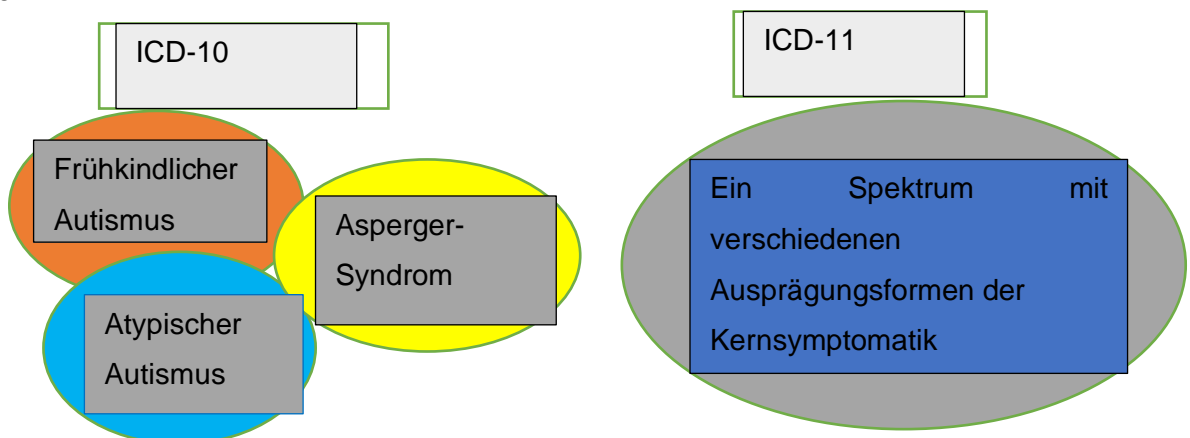 ICD-10
Frühkindlicher
Autismus
Asperger-
Syndrom
Atypischer
Autismus
ICD-11
Ein Spektrum mit
verschiedenen
Ausprägungsformen der
Kernsymptomatik